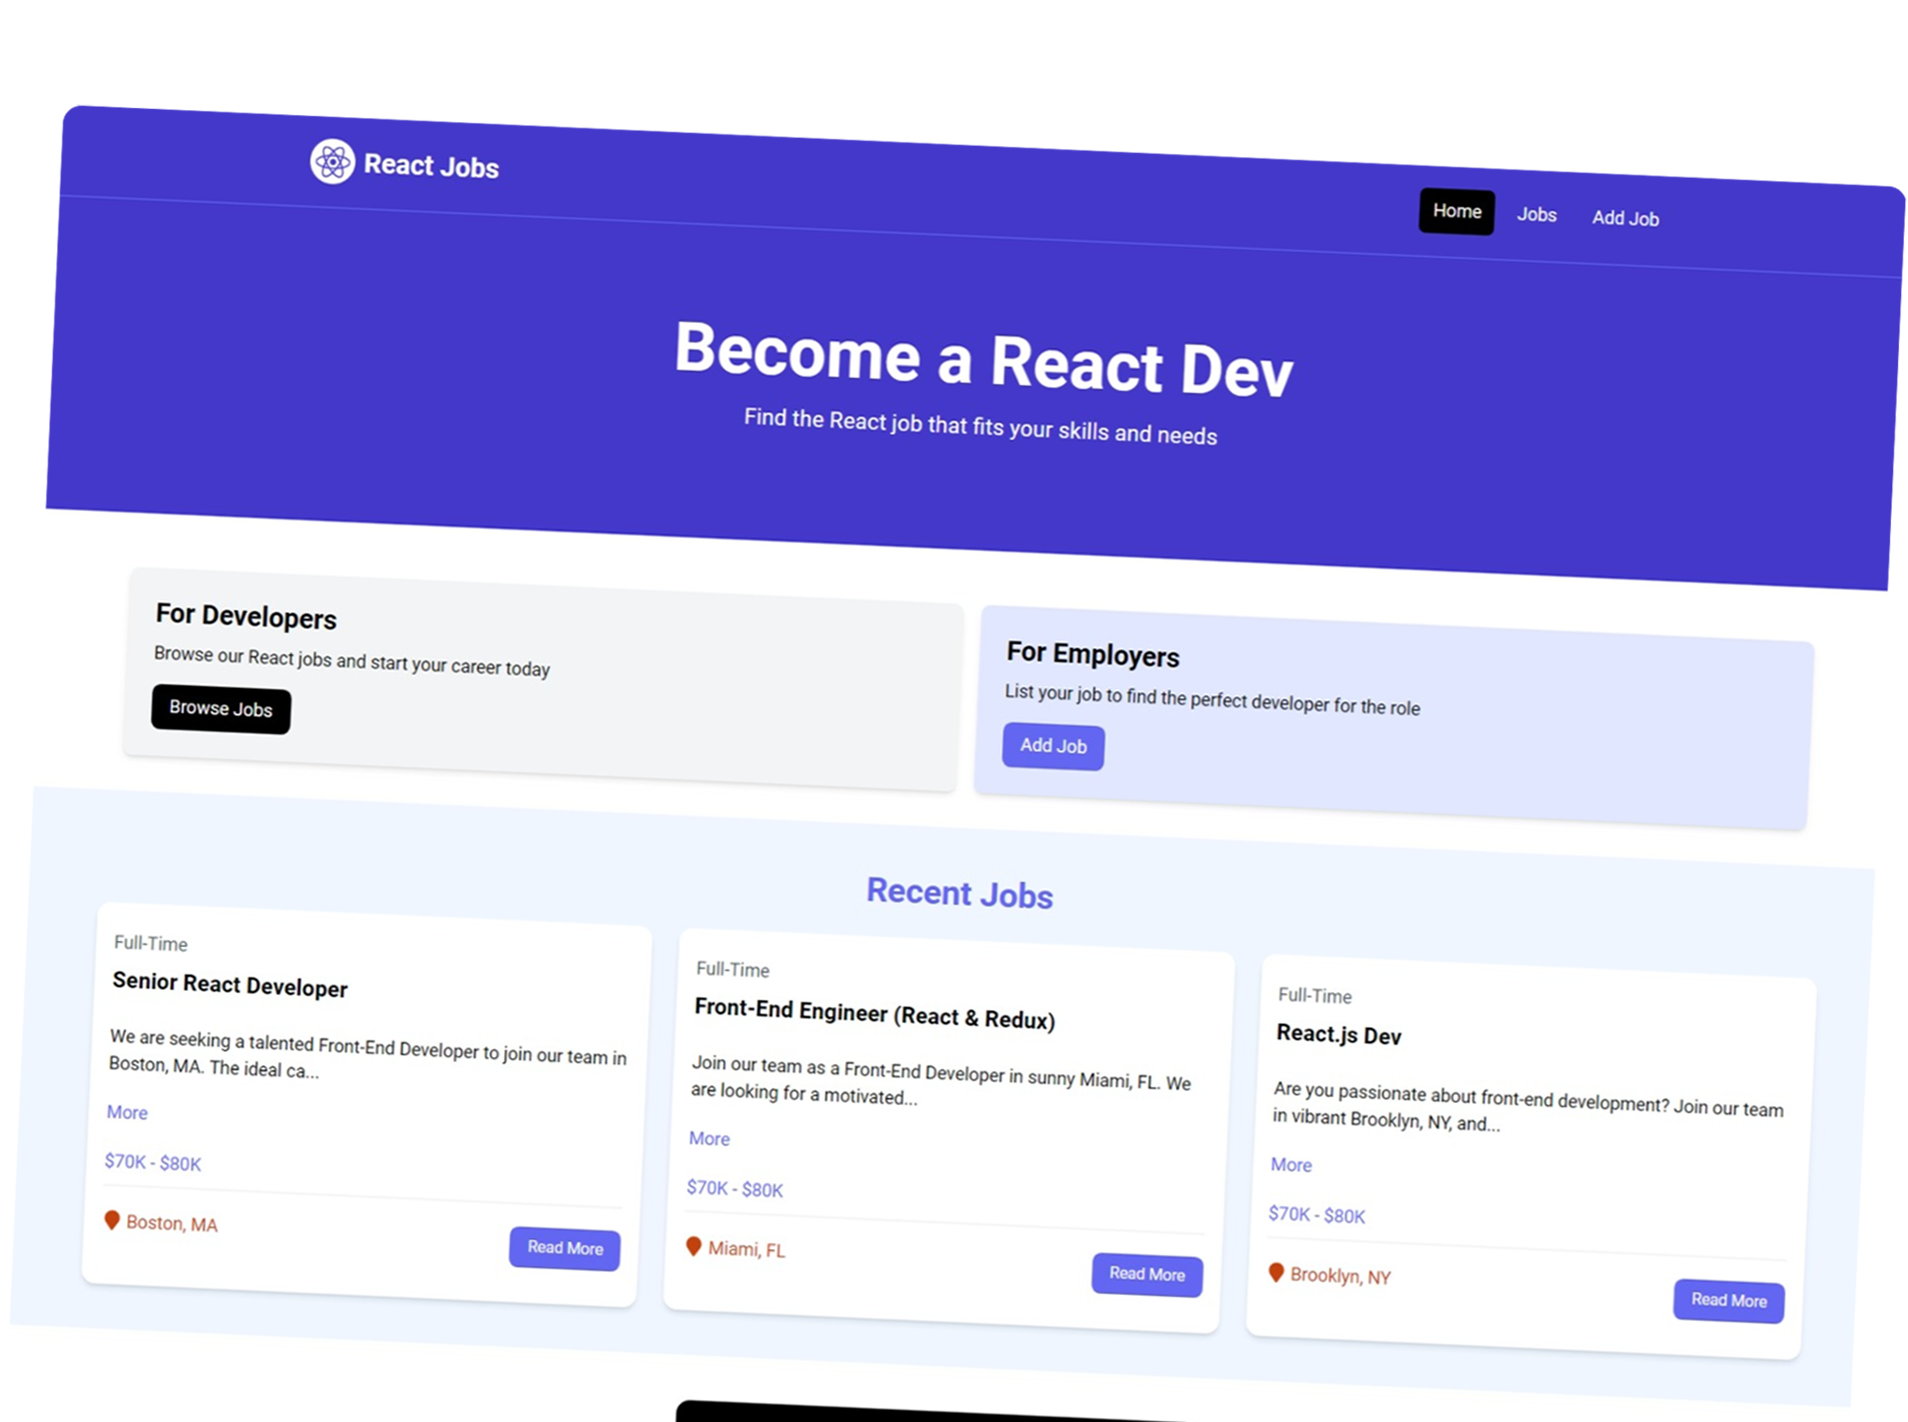 React Jobs
Home
Jobs
Add Job
Become a React Dev
Find the React job that fits your skills and needs
For Developers
Browse our React jobs and start your career today
Browse Jobs
For Employers
List your job to find the perfect developer for the role
Add Job
Recent Jobs
Full-Time
Senior React Developer
We are seeking a talented Front-End Developer to join our team in
Boston, MA. The ideal ca...
More
$70K - $80K
Boston, MA
Read More
Full-Time
Front-End Engineer (React & Redux)
Join our team as a Front-End Developer in sunny Miami, FL. We
are looking for a motivated...
More
$70K - $80K
Miami, FL
Read More
Full-Time
React.js Dev
Are you passionate about front-end development? Join our team
in vibrant Brooklyn, NY, and...
More
$70K - $80K
Brooklyn, NY
Read More